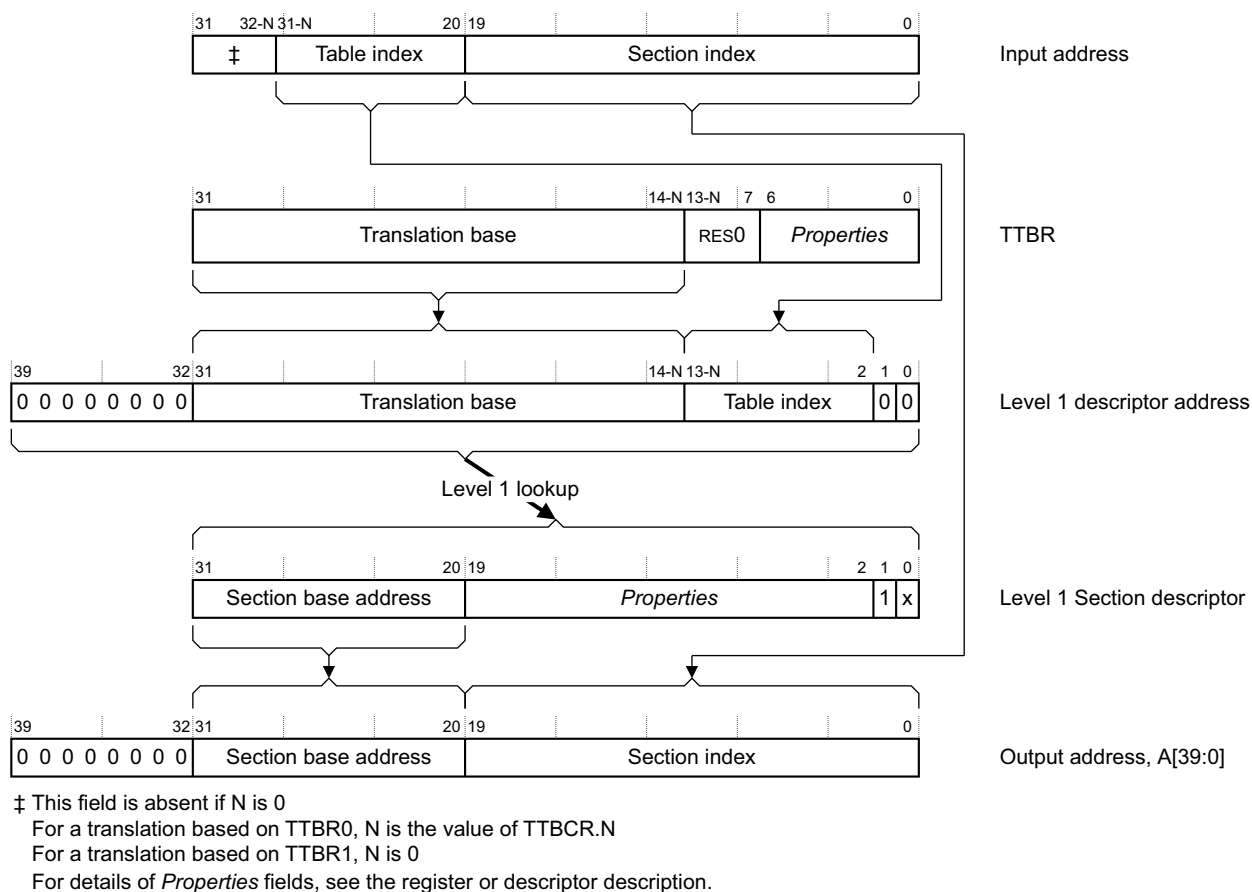 31 32-N 31-N 20 19 0
‡ Table index Section index Input address
31 14-N 13-N 7 6 0
Translation base RES0 Properties TTBR
39 32 31 14-N 13-N 2 1 0
0 0 0 0 0 0 0 0 Translation base Table index 0 0 Level 1 descriptor address
Level 1 lookup
31 20 19 2 1 0
Section base address Properties 1 x Level 1 Section descriptor
39 32 31 20 19 0
0 0 0 0 0 0 0 0 Section base address Section index Output address, A[39:0]
‡ This field is absent if N is 0
For a translation based on TTBR0, N is the value of TTBCR.N
For a translation based on TTBR1, N is 0
For details of Properties fields, see the register or descriptor description.